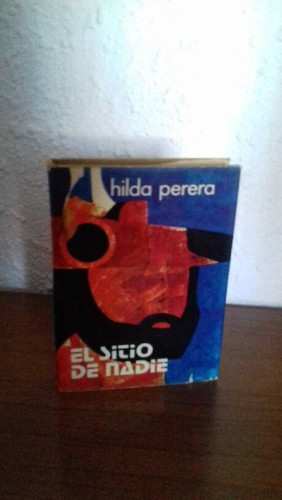 hilda perera
EL SITIO
DE NADIE